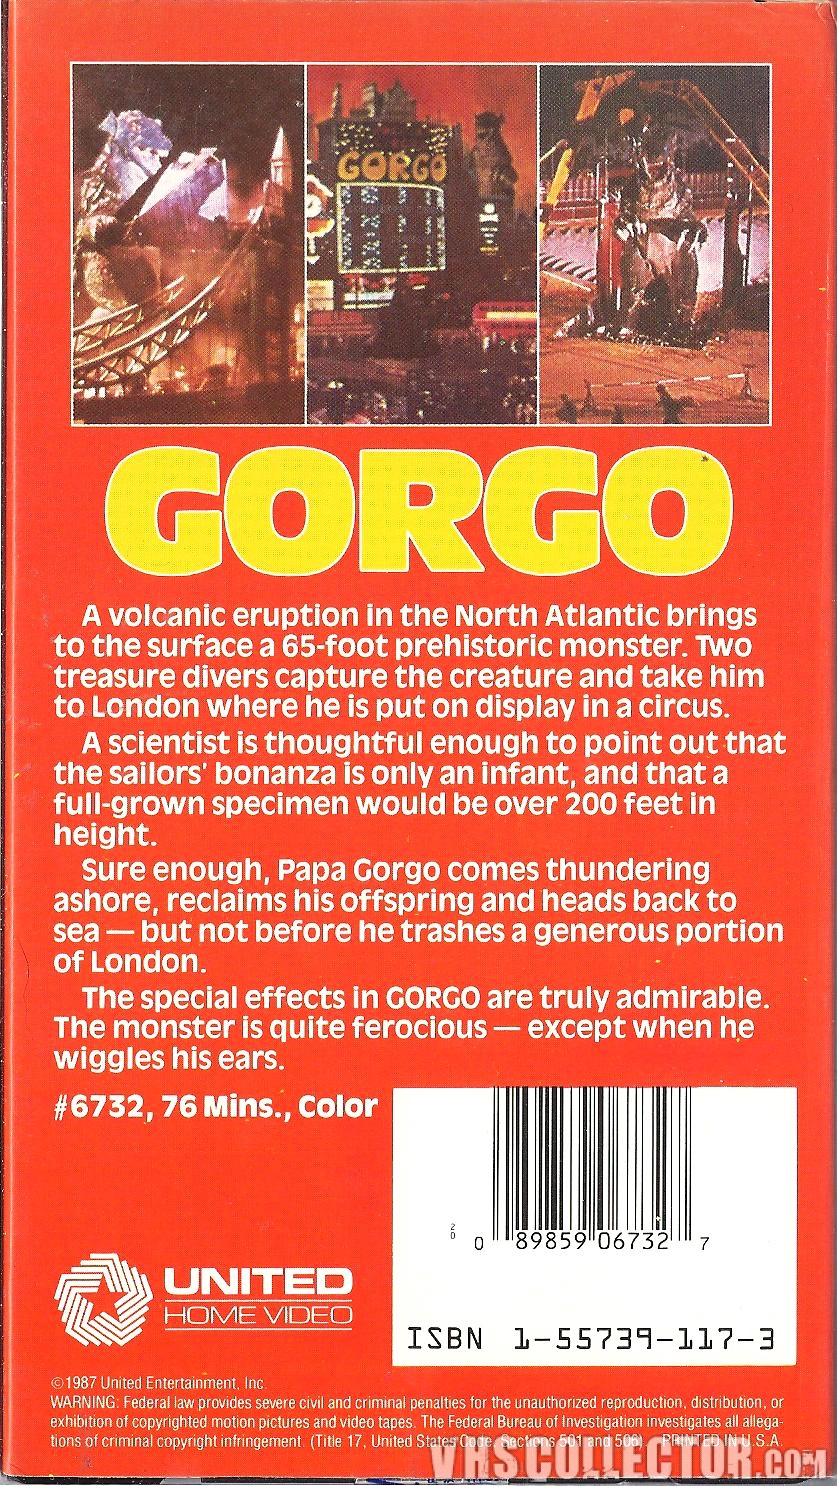 GORGO
GORGO
A volcanic eruption in the North Atlantic brings
to the surface a 65-foot prehistoric monster. Two
treasure divers capture the creature and take him
to London where he is put on display in a circus.
A scientist is thoughtful enough to point out that
the sailors' bonanza is only an infant, and that a
full-grown specimen would be over 200 feet in
height.
Sure enough, Papa Gorgo comes thundering
ashore, reclaims his offspring and heads back to
sea — but not before he trashes a generous portion
of London.
The special effects in GORGO are truly admirable.
The monster is quite ferocious — except when he
wiggles his ears.
#6732, 76 Mins., Color
20
0 89859 06732 7
UNITED
HOME VIDEO
ISBN 1-55739-117-3
©1987 United Entertainment, Inc.
WARNING: Federal law provides severe civil and criminal penalties for the unauthorized reproduction, distribution, or
exhibition of copyrighted motion pictures and video tapes. The Federal Bureau of Investigation investigates all allega-
tions of criminal copyright infringement. (Title 17, United States Code, Sections 501 and 506) PRINTED IN U.S.A.
VHSCOLLECTOR.COM